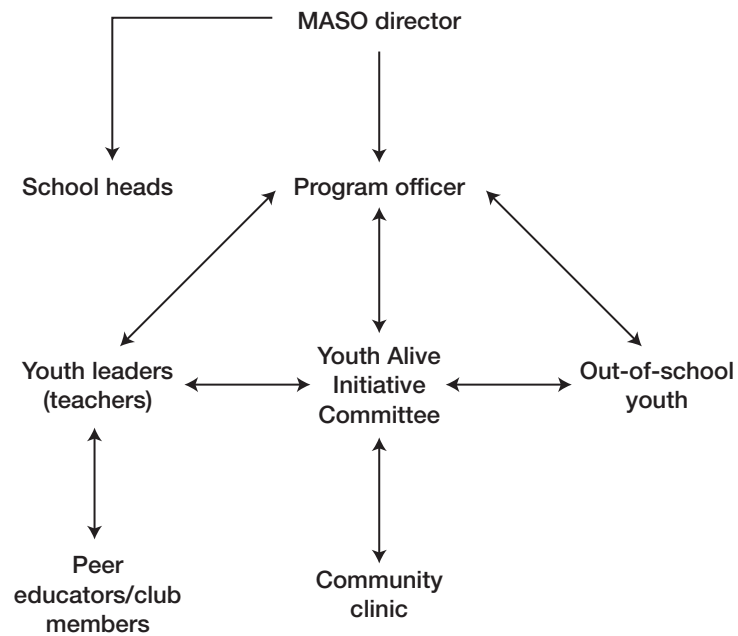 MASO director
School heads
Program officer
Youth leaders
(teachers)
Youth Alive
Initiative
Committee
Out-of-school
youth
Peer
educators/club
members
Community
clinic